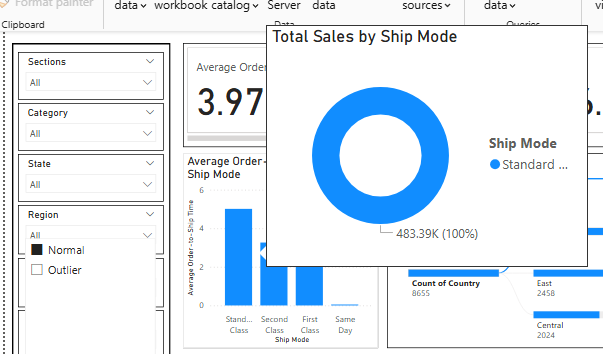 Format painter
Clipboard
data
workbook
catalog
Server
data
sources
data
Data
Queries
Sections
All
Category
All
State
All
Region
All
Normal
Outlier
Average Order-
3.97
Average Order-to-
Ship Mode
Average Order-to-Ship Time
6
4
2
0
Stand... Second First Same
Class Class Class Day
Ship Mode
Total Sales by Ship Mode
Ship Mode
Standard ...
483.39K (100%)
Count of Country
8655
East
2458
Central
2024